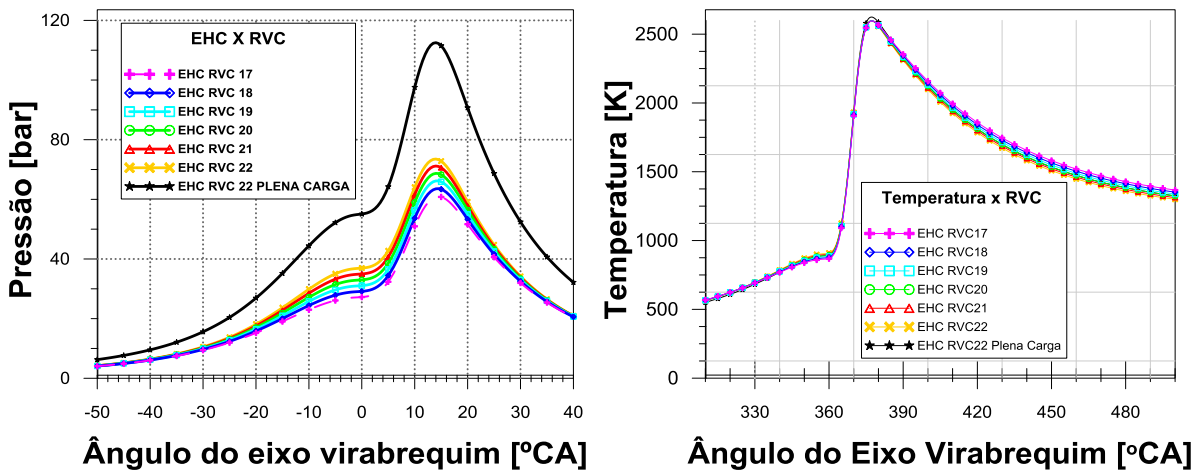 EHC X RVC
EHC RVC 17
EHC RVC 18
EHC RVC 19
EHC RVC 20
EHC RVC 21
EHC RVC 22
EHC RVC 22 PLENA CARGA
Pressão [bar]
120
80
40
0
-50 -40 -30 -20 -10 0 10 20 30 40
Ângulo do eixo virabrequim [ºCA]
Temperatura [K]
2500
2000
1500
1000
500
0
Temperatura x RVC
EHC RVC17
EHC RVC18
EHC RVC19
EHC RVC20
EHC RVC21
EHC RVC22
EHC RVC22 Plena Carga
330 360 390 420 450 480
Ângulo do Eixo Virabrequim [ºCA]